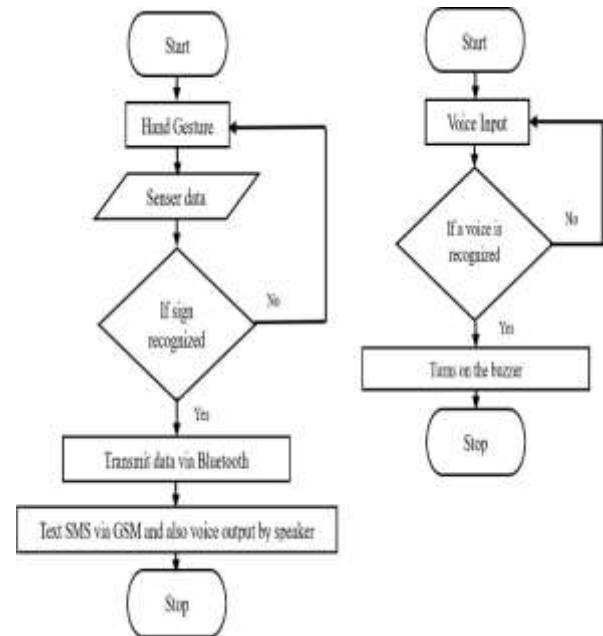 Start
Hand Gesture
Senser data
If sign
recognized
No
Yes
Transmit data via Bluetooth
Text SMS via GSM and also voice output by speaker
Stop
Start
Voice Input
If a voice is
recognized
No
Yes
Turns on the buzzer
Stop